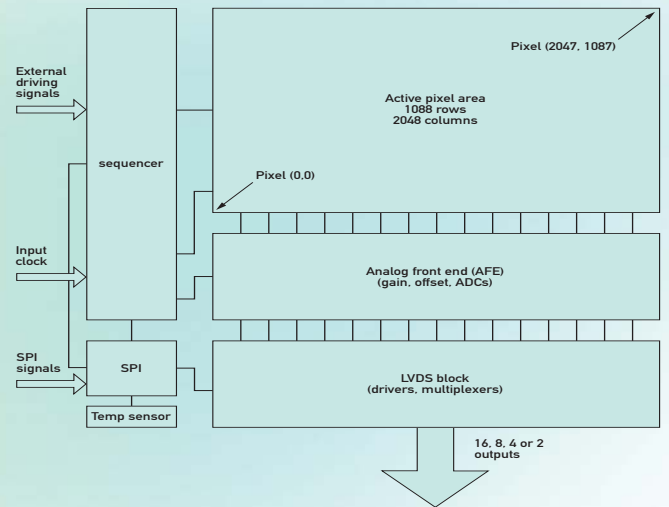 Pixel (2047, 1087)
External
driving
signals
Active pixel area
1088 rows
2048 columns
sequencer
Pixel (0,0)
Input
clock
Analog front end (AFE)
(gain, offset, ADCs)
SPI
signals
SPI
LVDS block
(drivers, multiplexers)
Temp sensor
16, 8, 4 or 2
outputs